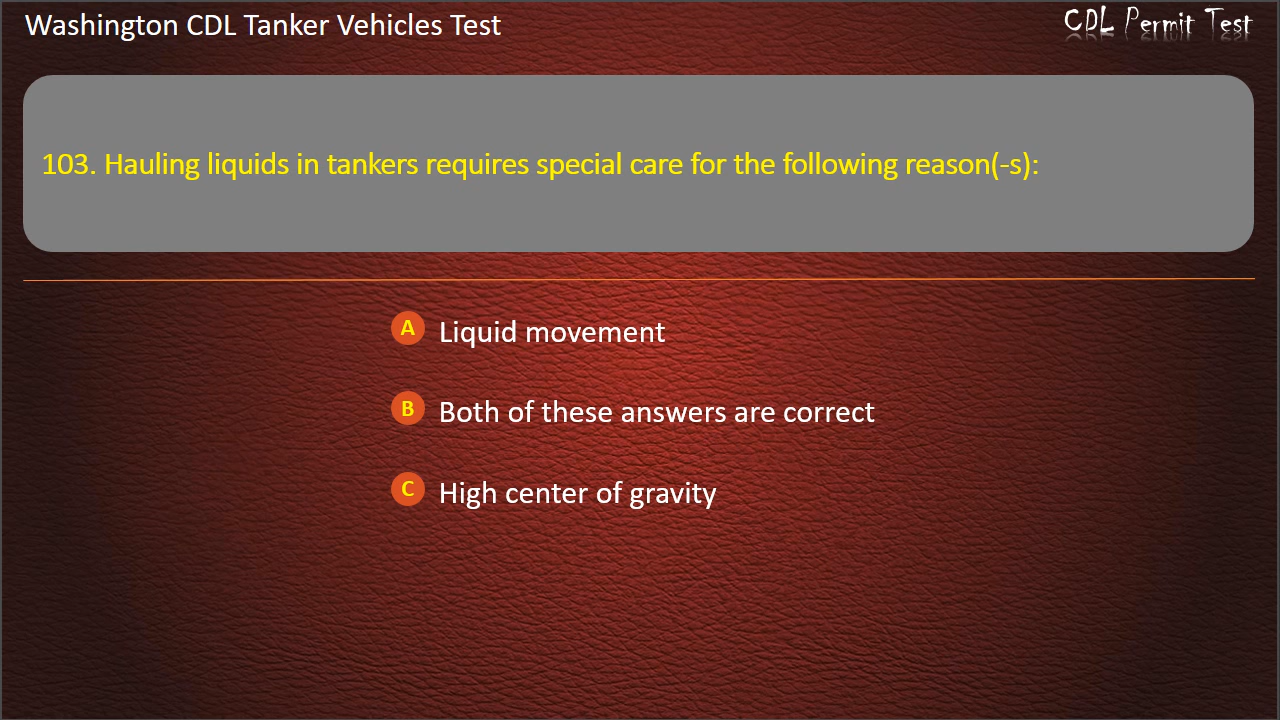 Washington CDL Tanker Vehicles Test
CDL Permit Test
103. Hauling liquids in tankers requires special care for the following reason(-s):
A Liquid movement
B Both of these answers are correct
C High center of gravity